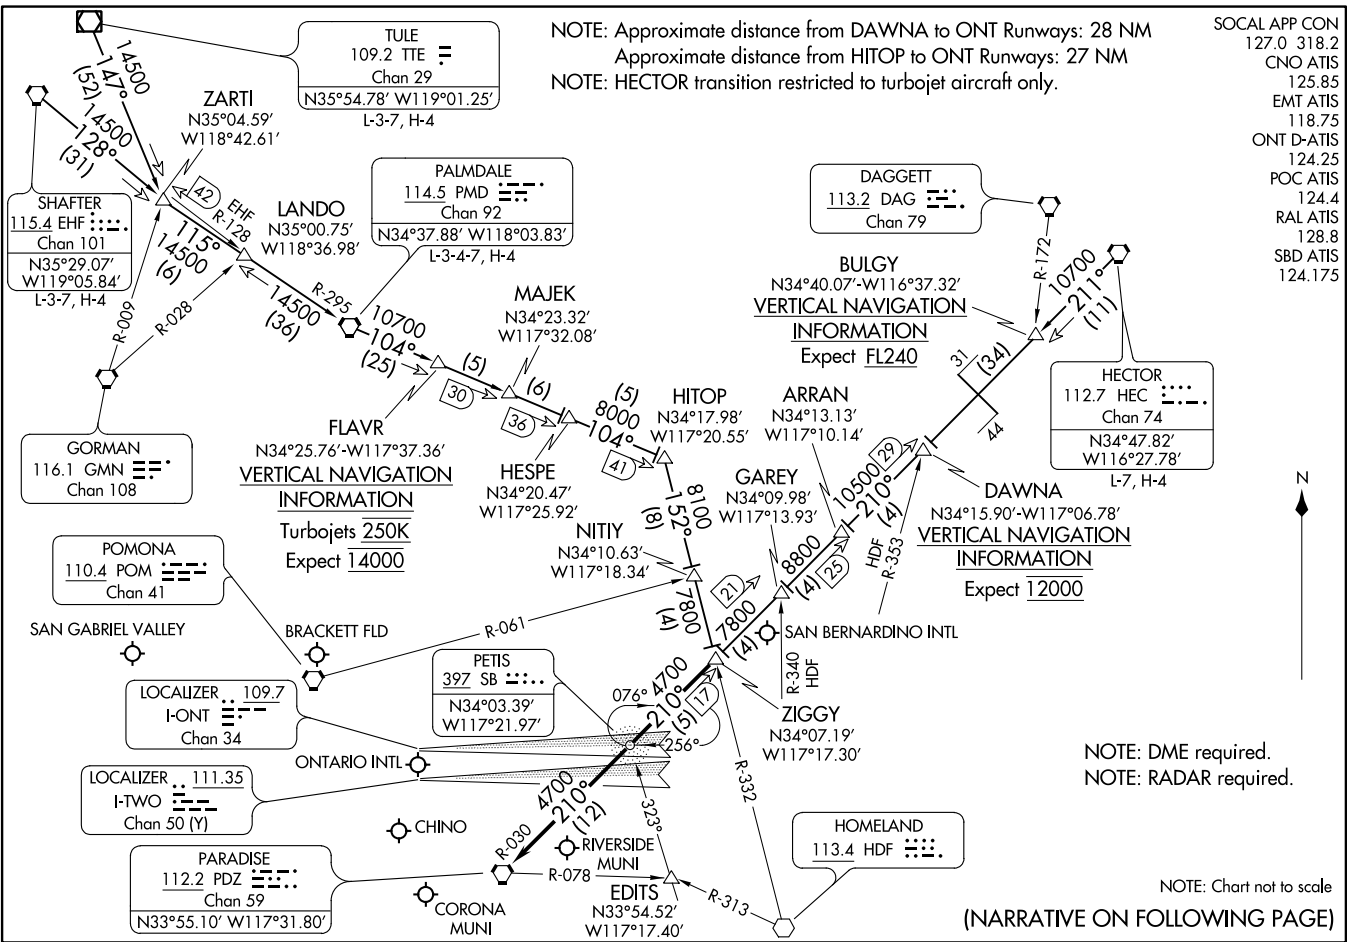 NOTE: Approximate distance from DAWNA to ONT Runways: 28 NM
Approximate distance from HITOP to ONT Runways: 27 NM
NOTE: HECTOR transition restricted to turbojet aircraft only.
SOCAL APP CON
127.0 318.2
CNO ATIS
125.85
EMT ATIS
118.75
ONT D-ATIS
124.25
POC ATIS
124.4
RAL ATIS
128.8
SBD ATIS
124.175
TULE
109.2 TTE
Chan 29
N35°54.78' W119°01.25'
L-3-7, H-4
14500
147°
(52)
14500
128°
(31)
ZARTI
N35°04.59'
W118°42.61'
SHAFTER
115.4 EHF
Chan 101
N35°29.07'
W119°05.84'
L-3-7, H-4
42
EHF
R-128
115°
14500
(6)
LANDO
N35°00.75'
W118°36.98'
PALMDALE
114.5 PMD
Chan 92
N34°37.88' W118°03.83'
L-3-4-7, H-4
R-009
R-028
R-295
14500
(36)
10700
104°
(25)
GORMAN
116.1 GMN
Chan 108
FLAVR
N34°25.76'-W117°37.36'
VERTICAL NAVIGATION
INFORMATION
Turbojets 250K
Expect 14000
MAJEK
N34°23.32'
W117°32.08'
(5)
30
(6)
36
HESPE
N34°20.47'
W117°25.92'
(5)
8000
104°
41
HITOP
N34°17.98'
W117°20.55'
8100
152°
(8)
NITIY
N34°10.63'
W117°18.34'
7800
(4)
DAGGETT
113.2 DAG
Chan 79
R-172
10700
211°
(11)
BULGY
N34°40.07'-W116°37.32'
VERTICAL NAVIGATION
INFORMATION
Expect FL240
HECTOR
112.7 HEC
Chan 74
N34°47.82'
W116°27.78'
L-7, H-4
31
(34)
44
ARRAN
N34°13.13'
W117°10.14'
29
10500
210°
(4)
DAWNA
N34°15.90'-W117°06.78'
VERTICAL NAVIGATION
INFORMATION
Expect 12000
HDF
R-353
GAREY
N34°09.98'
W117°13.93'
8800
(4)
25
21
7800
(4)
SAN BERNARDINO INTL
R-340
HDF
ZIGGY
N34°07.19'
W117°17.30'
POMONA
110.4 POM
Chan 41
SAN GABRIEL VALLEY
BRACKETT FLD
R-061
PETIS
397 SB
N34°03.39'
W117°21.97'
076°
4700
210°
(5)
17
256°
LOCALIZER 109.7
I-ONT
Chan 34
ONTARIO INTL
LOCALIZER 111.35
I-TWO
Chan 50 (Y)
CHINO
4700
210°
(12)
R-030
323°
R-332
RIVERSIDE
MUNI
R-078
PARADISE
112.2 PDZ
Chan 59
N33°55.10' W117°31.80'
CORONA
MUNI
EDITS
N33°54.52'
W117°17.40'
R-313
HOMELAND
113.4 HDF
N
NOTE: DME required.
NOTE: RADAR required.
NOTE: Chart not to scale
(NARRATIVE ON FOLLOWING PAGE)